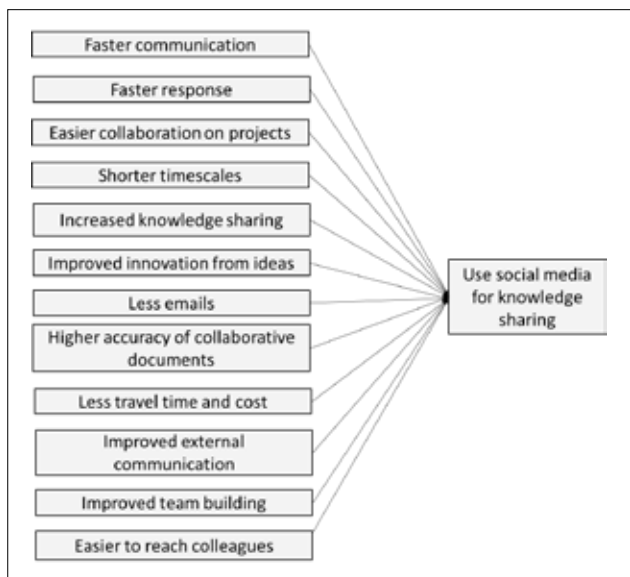 Faster communication
Faster response
Easier collaboration on projects
Shorter timescales
Increased knowledge sharing
Improved innovation from ideas
Less emails
Higher accuracy of collaborative
documents
Less travel time and cost
Improved external
communication
Improved team building
Easier to reach colleagues
Use social media
for knowledge
sharing